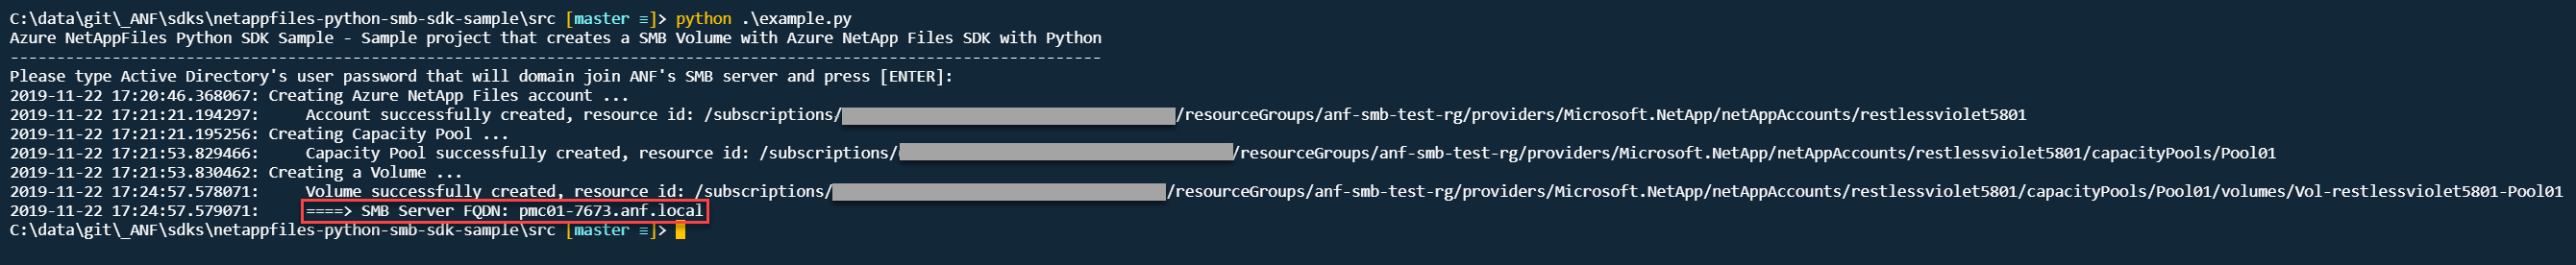 C:\data\git\_ANF\sdks\netappfiles-python-smb-sdk-sample\src [master ≡]> python .\example.py
Azure NetAppFiles Python SDK Sample - Sample project that creates a SMB Volume with Azure NetApp Files SDK with Python
----------------------------------------------------------------------------------------------------------------------
Please type Active Directory's user password that will domain join ANF's SMB server and press [ENTER]:
2019-11-22 17:20:46.368067: Creating Azure NetApp Files account ...
2019-11-22 17:21:21.194297:     Account successfully created, resource id: /subscriptions/ /resourceGroups/anf-smb-test-rg/providers/Microsoft.NetApp/netAppAccounts/restlessviolet5801
2019-11-22 17:21:21.195256: Creating Capacity Pool ...
2019-11-22 17:21:53.829466:     Capacity Pool successfully created, resource id: /subscriptions/ /resourceGroups/anf-smb-test-rg/providers/Microsoft.NetApp/netAppAccounts/restlessviolet5801/capacityPools/Pool01
2019-11-22 17:21:53.830462: Creating a Volume ...
2019-11-22 17:24:57.578071:     Volume successfully created, resource id: /subscriptions/ /resourceGroups/anf-smb-test-rg/providers/Microsoft.NetApp/netAppAccounts/restlessviolet5801/capacityPools/Pool01/volumes/Vol-restlessviolet5801-Pool01
2019-11-22 17:24:57.579071:     ====> SMB Server FQDN: pmc01-7673.anf.local
C:\data\git\_ANF\sdks\netappfiles-python-smb-sdk-sample\src [master ≡]>